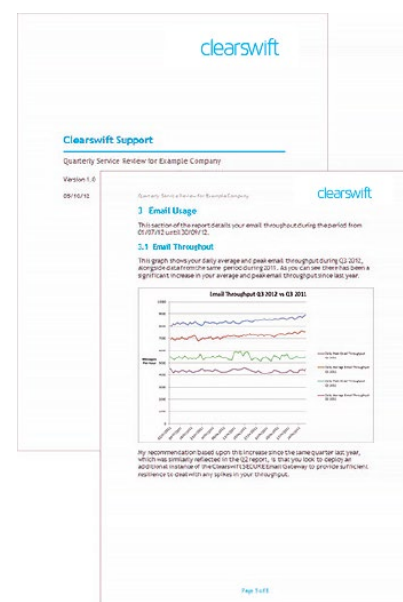 clearswift
Clearswift Support
Quarterly Service Review for Example Company
Version 1.0
05/10/12
Quarterly Service Review for Example Company
clearswift
3 Email Usage
This section of the report details your email throughput during the period from
01/07/12 until 30/09/12.
3.1 Email Throughput
This graph shows your daily average and peak email throughput during Q3 2012,
alongside data from the same period during 2011. As you can see there has been a
significant increase in your average and peak email throughput since last year.
Email Throughput Q3 2012 vs Q3 2011
My recommendation based upon this increase since the same quarter last year,
which was similarly reflected in the Q2 report, is that you look to deploy an
additional instance of the Clearswift SECURE Email Gateway to provide sufficient
resilience to deal with any spikes in your throughput.